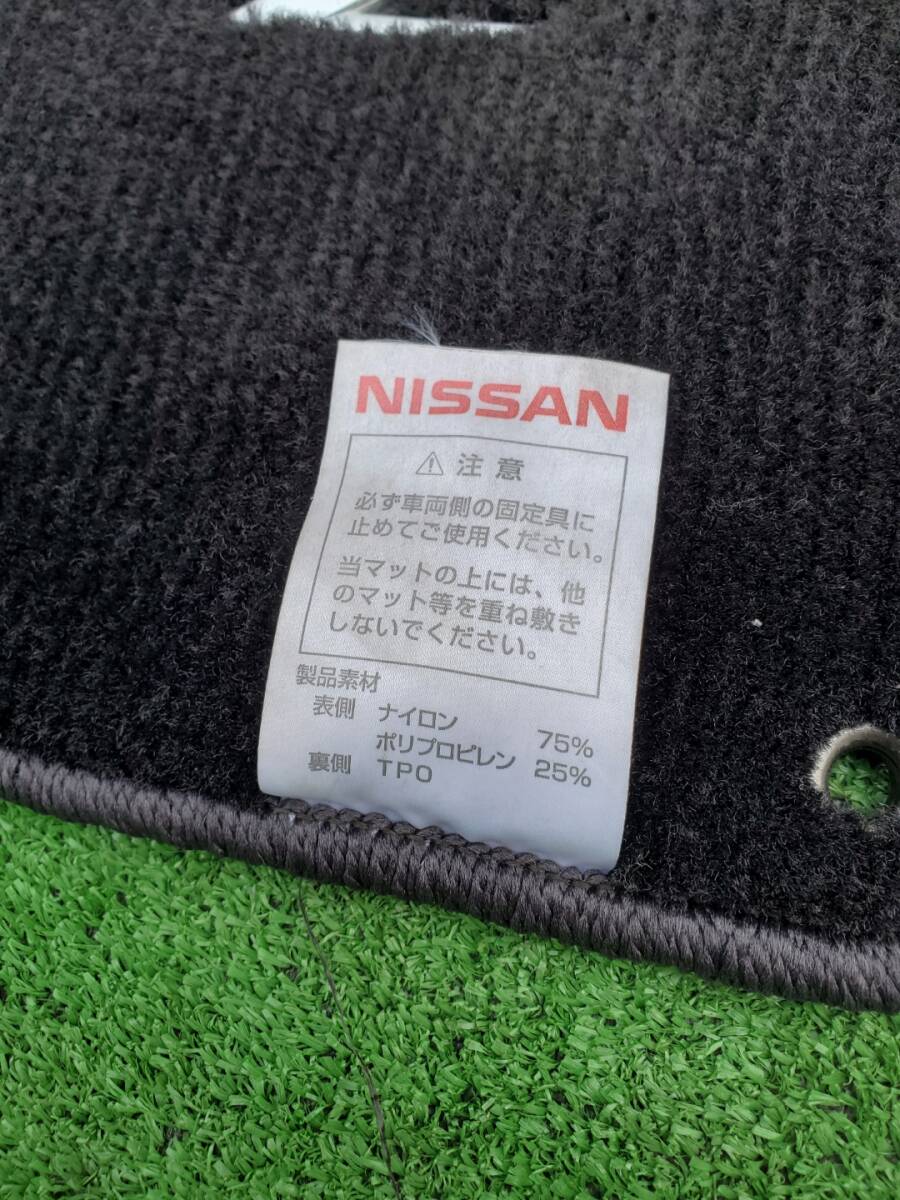 NISSAN
⚠ 注意
必ず車両側の固定具に
止めてご使用ください。
当マットの上には、他
のマット等を重ね敷き
しないでください。
製品素材
表側 ナイロン 75%
ポリプロピレン 25%
裏側 TPO